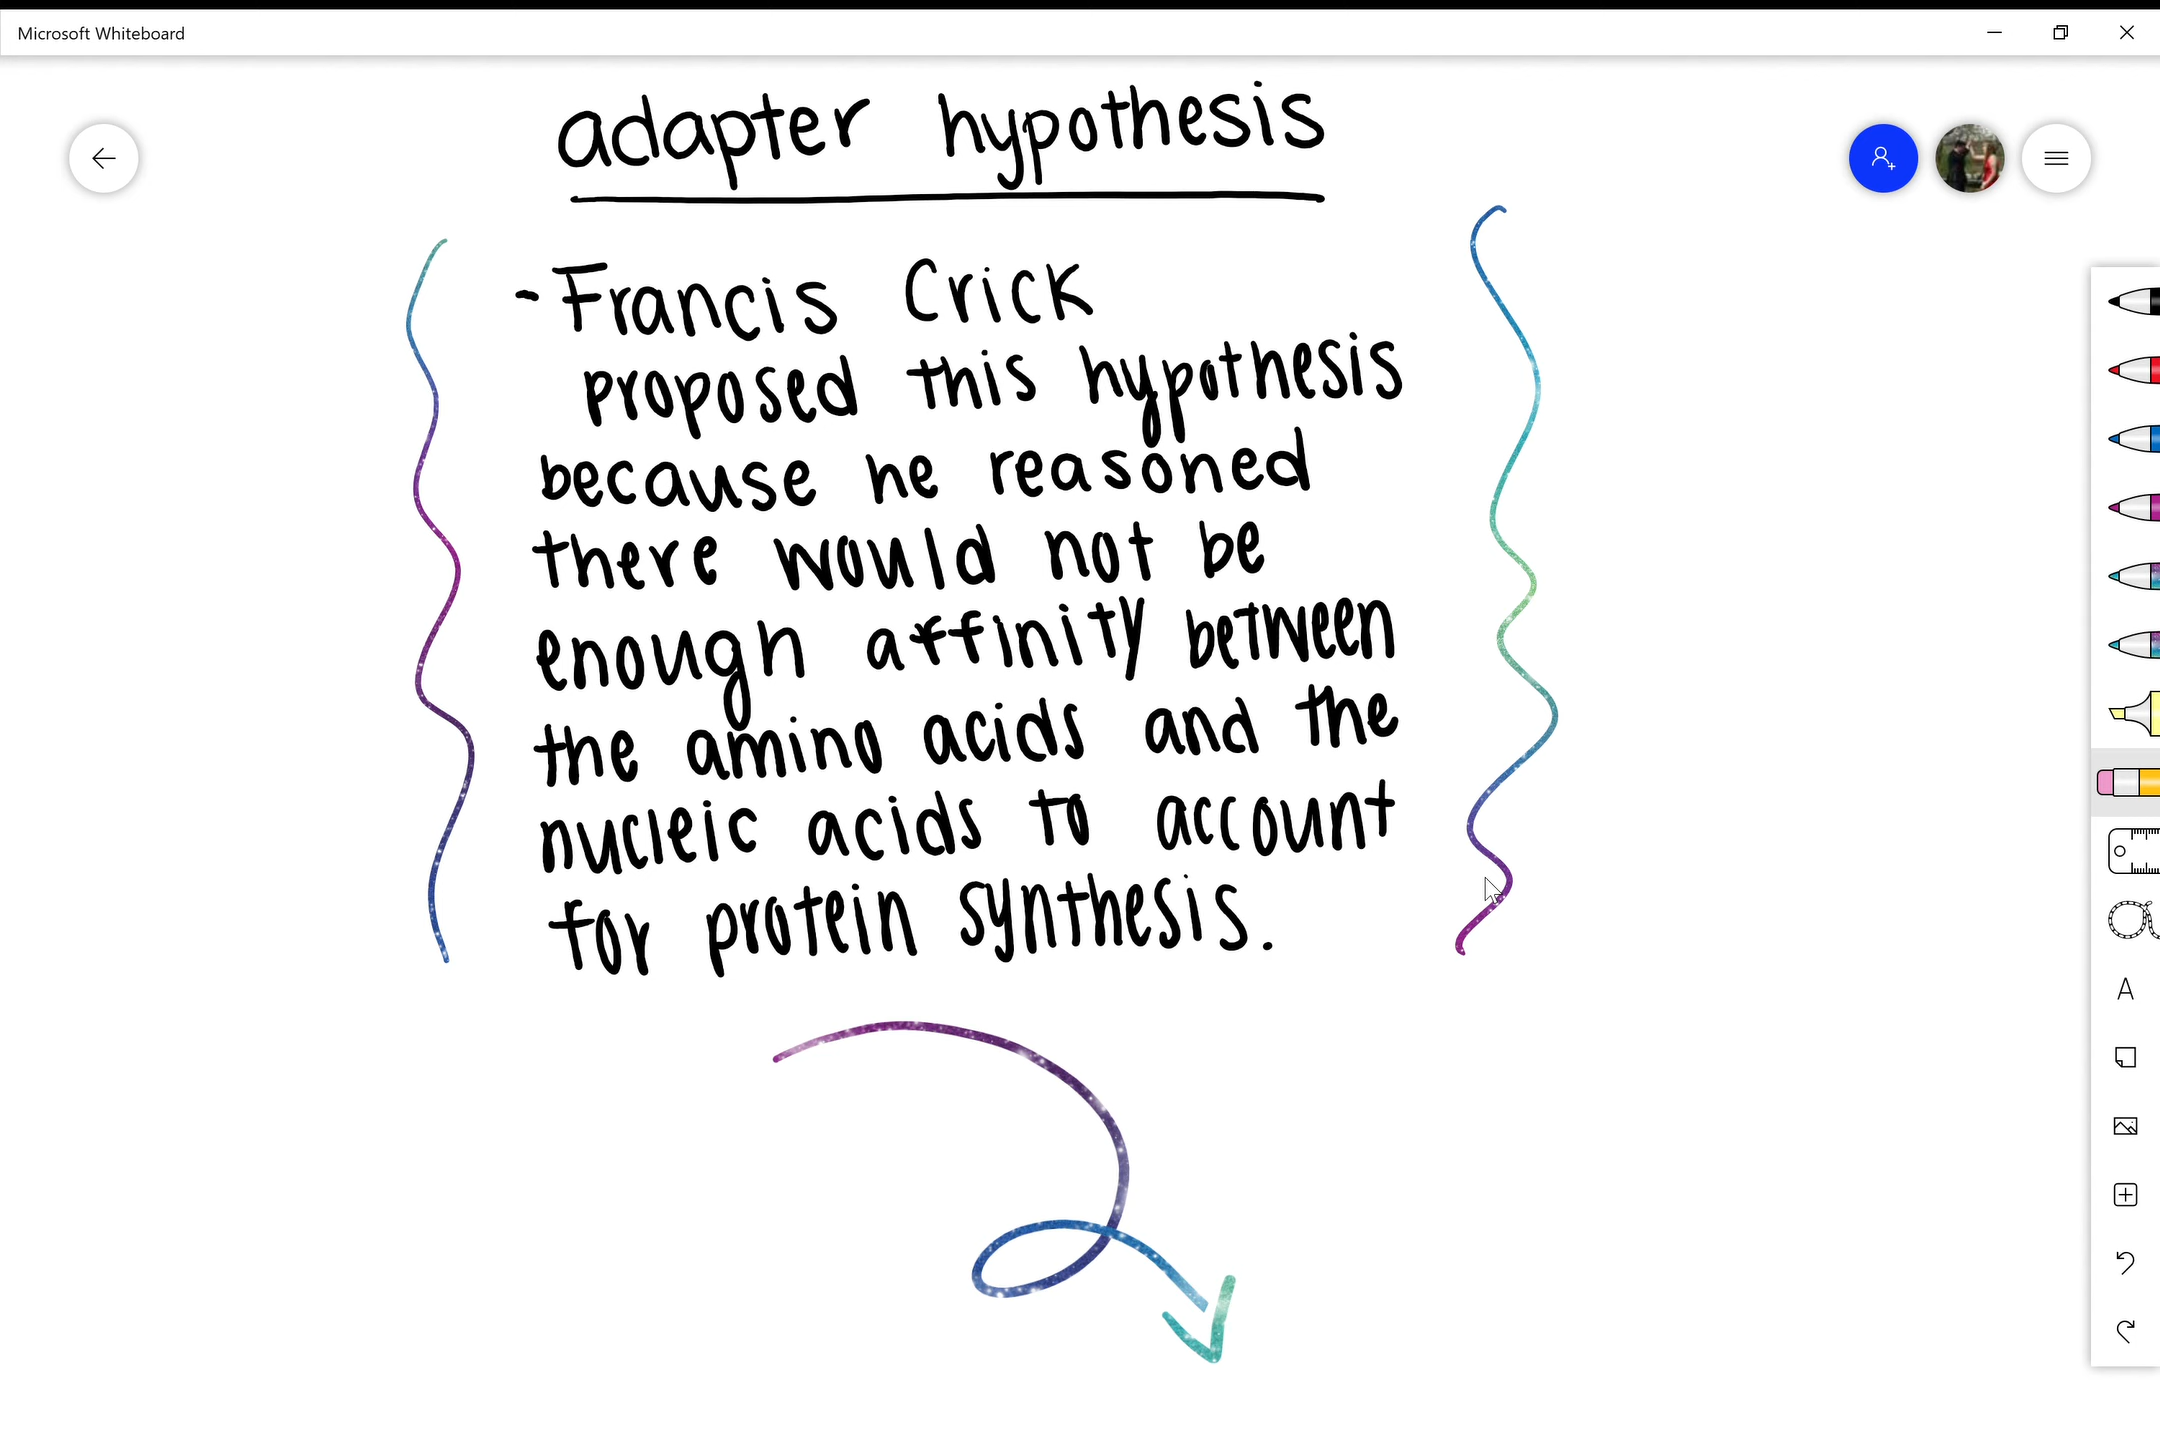 Microsoft Whiteboard
adapter hypothesis
- Francis Crick
proposed this hypothesis
because he reasoned
there would not be
enough affinity between
the amino acids and the
nucleic acids to account
for protein synthesis.
A